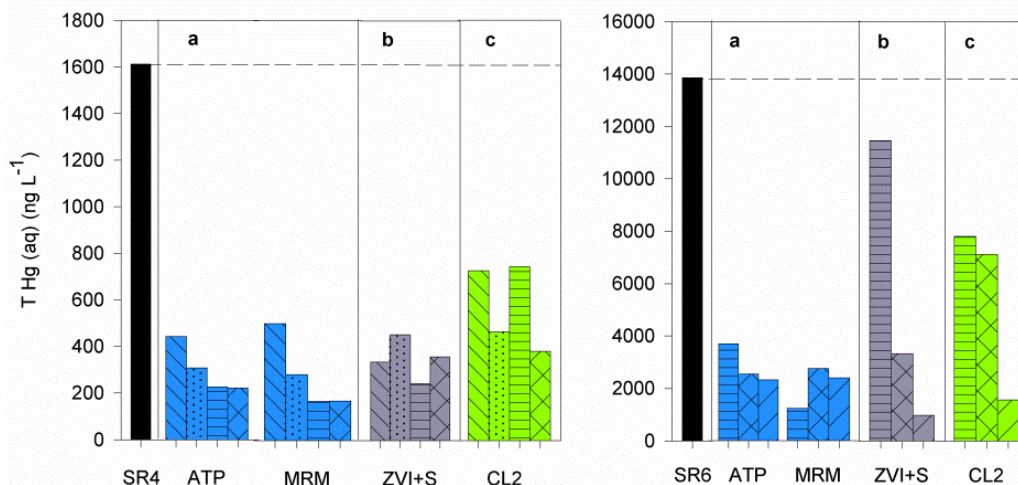 T Hg (aq) (ng L-1)
1800
1600
1400
1200
1000
800
600
400
200
0
a
b
c
SR4
ATP
MRM
ZVI+S
CL2
16000
14000
12000
10000
8000
6000
4000
2000
0
a
b
c
SR6
ATP
MRM
ZVI+S
CL2